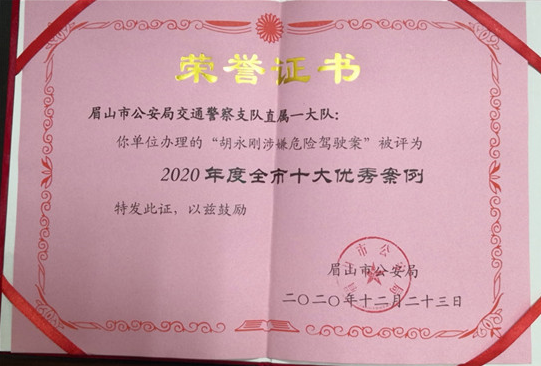 荣誉证书
眉山市公安局交通警察支队直属一大队：
你单位办理的“胡永刚涉嫌危险驾驶案”被评为
2020年度全市十大优秀案例
特发此证，以兹鼓励
眉山市公安局
二〇二〇年十二月二十三日